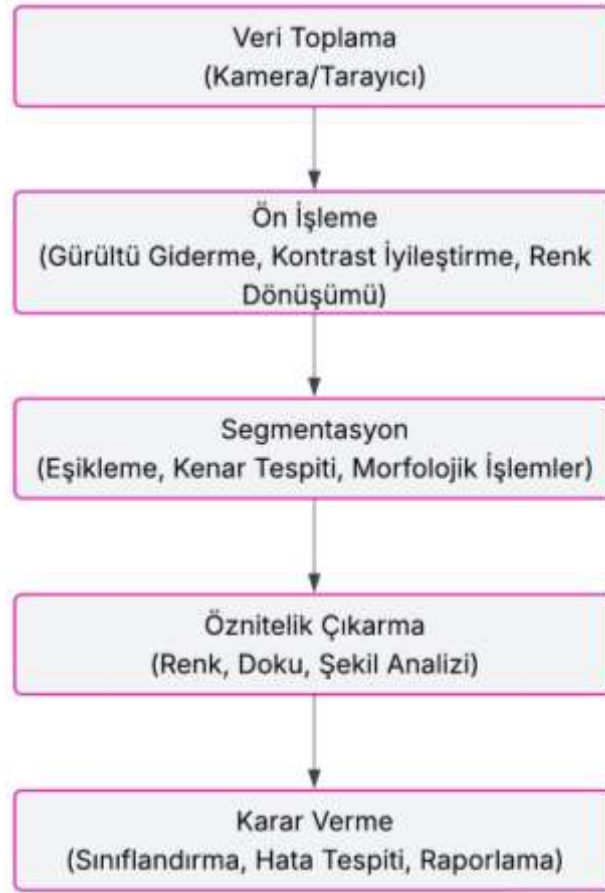 Veri Toplama
(Kamera/Tarayıcı)
Ön İşleme
(Gürültü Giderme, Kontrast İyileştirme, Renk
Dönüşümü)
Segmentasyon
(Eşikleme, Kenar Tespiti, Morfolojik İşlemler)
Öznitelik Çıkarma
(Renk, Doku, Şekil Analizi)
Karar Verme
(Sınıflandırma, Hata Tespiti, Raporlama)